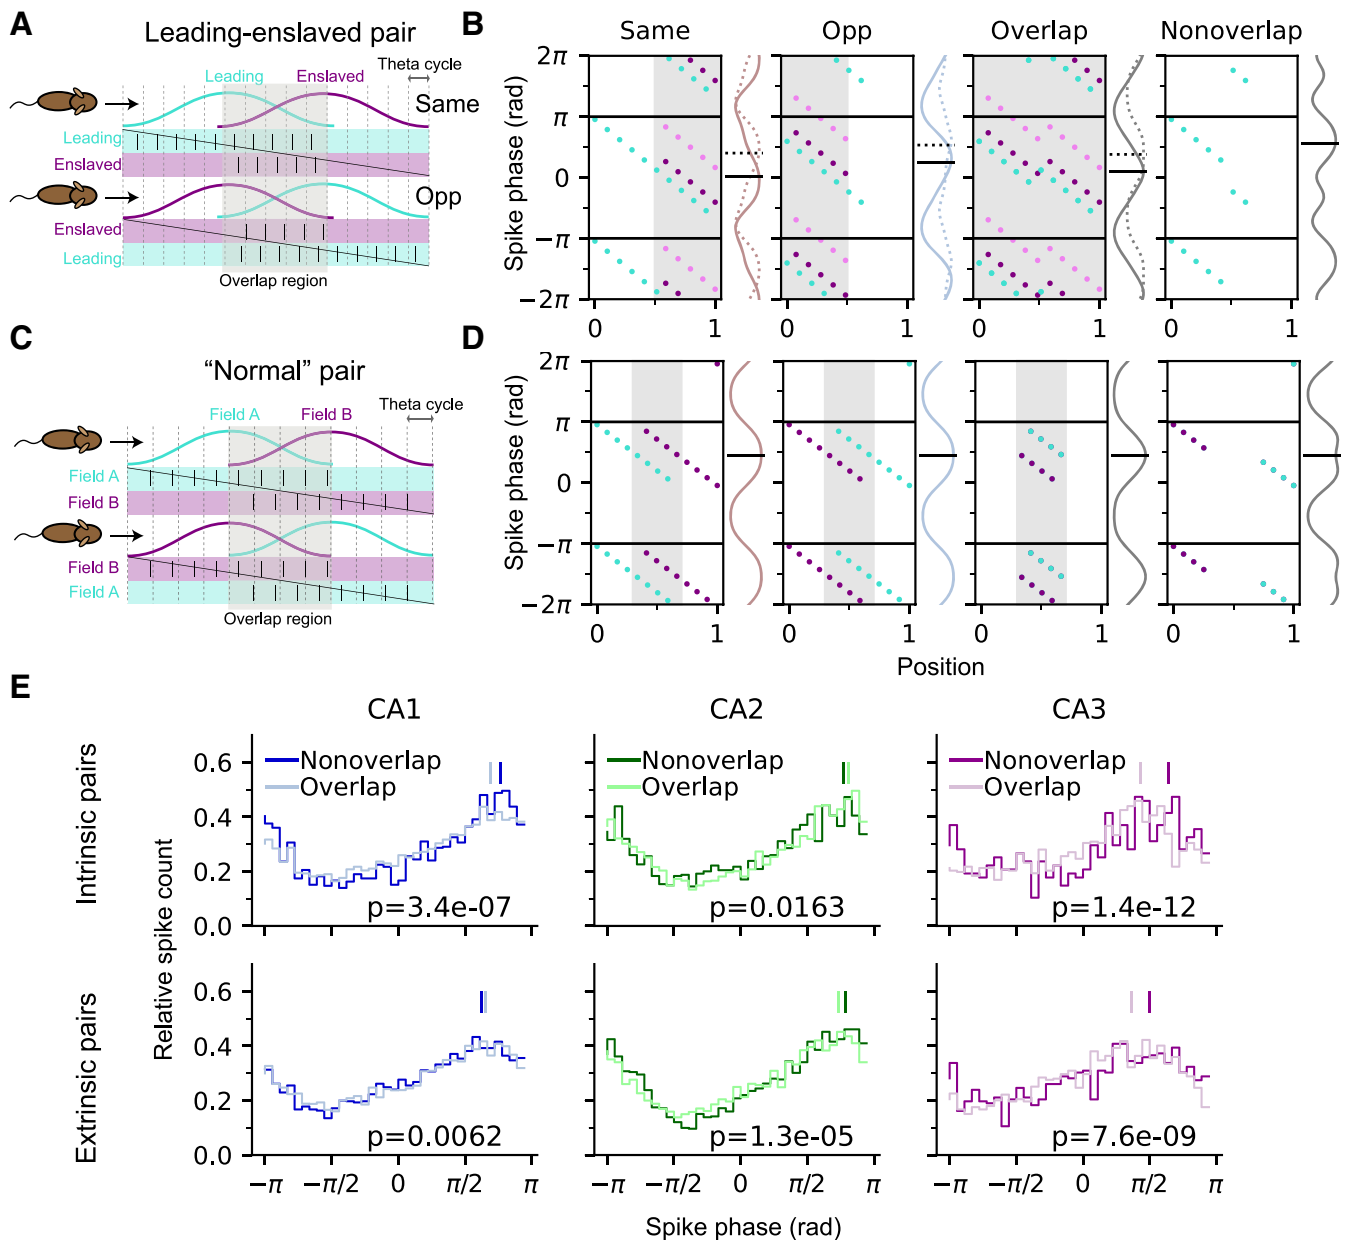 A
Leading-enslaved pair
Theta cycle
Leading
Enslaved
Same
Leading
Enslaved
Opp
Enslaved
Leading
Overlap region
B
Same
Opp
Overlap
Nonoverlap
Spike phase (rad)
2π
π
0
−π
−2π
0 1
0 1
0 1
0 1
C
“Normal” pair
Theta cycle
Field A
Field B
Field A
Field B
Field B
Field A
Overlap region
D
Spike phase (rad)
2π
π
0
−π
−2π
0 1
0 1
0 1
0 1
Position
E
CA1
CA2
CA3
Intrinsic pairs
Extrinsic pairs
Relative spike count
0.6
0.4
0.2
0.0
Nonoverlap
Overlap
p=3.4e-07
Nonoverlap
Overlap
p=0.0163
Nonoverlap
Overlap
p=1.4e-12
0.6
0.4
0.2
0.0
p=0.0062
p=1.3e-05
p=7.6e-09
−π −π/2 0 π/2 π
−π −π/2 0 π/2 π
−π −π/2 0 π/2 π
Spike phase (rad)